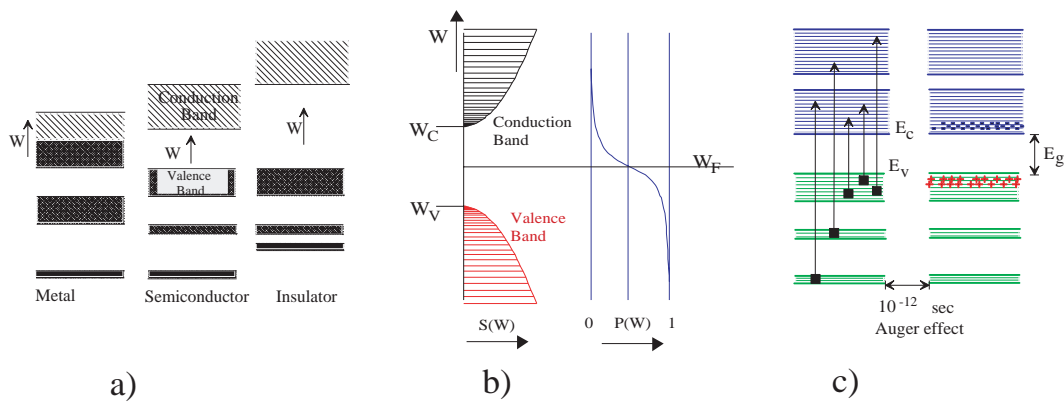 W
Metal
Conduction
Band
W
Valence
Band
Semiconductor
W
Insulator
a)
W
W_C
Conduction
Band
W_F
W_V
Valence
Band
S(W)
0
P(W)
1
b)
E_c
E_v
E_g
10^-12 sec
Auger effect
c)